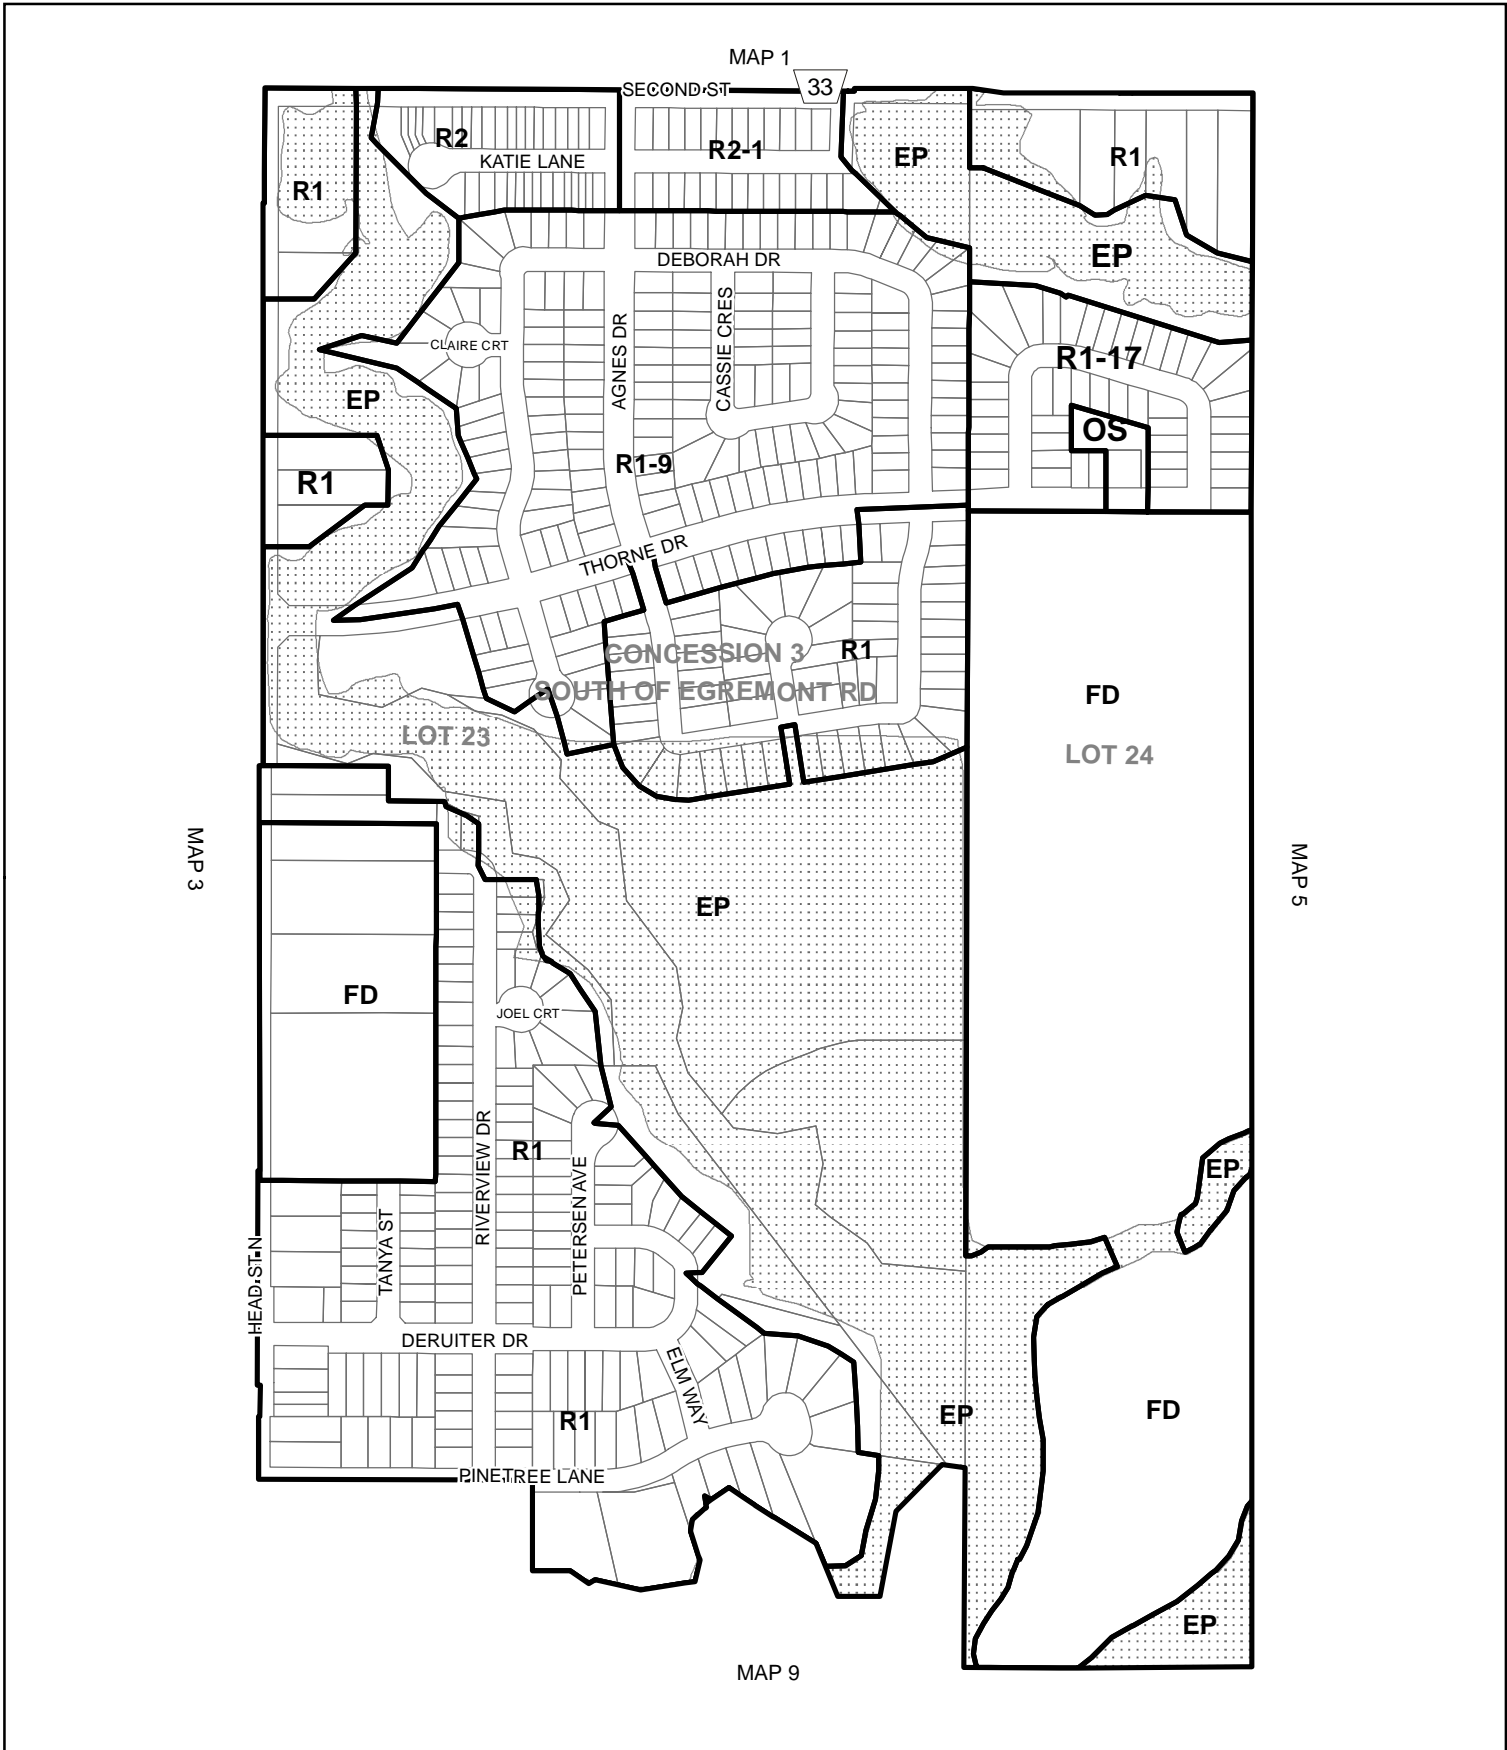 MAP 1
SECOND ST
33
R2
KATIE LANE
R2-1
EP
R1
R1
DEBORAH DR
EP
AGNES DR
CASSIE CRES
CLAIRE CRT
R1-17
EP
OS
R1-9
R1
THORNE DR
CONCESSION 3
R1
SOUTH OF EGREMONT RD
FD
LOT 23
LOT 24
MAP 3
MAP 5
EP
FD
JOEL CRT
RIVERVIEW DR
R1
PETERSEN AVE
EP
TANYA ST
HEAD ST N
DERUITER DR
ELM WAY
R1
EP
FD
PINETREE LANE
EP
MAP 9